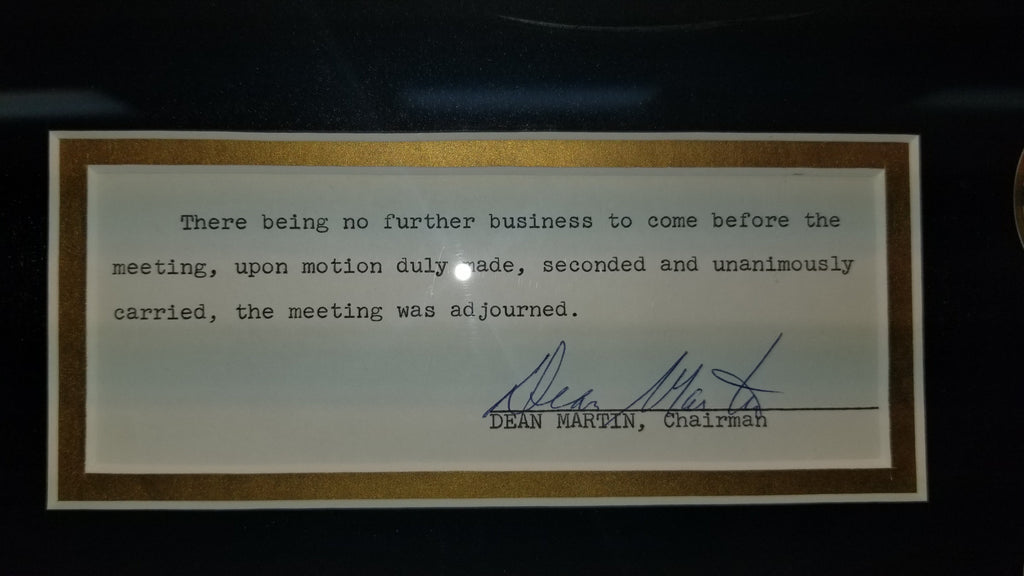 There being no further business to come before the
meeting, upon motion duly made, seconded and unanimously
carried, the meeting was adjourned.
Dean Martin
DEAN MARTIN, Chairman